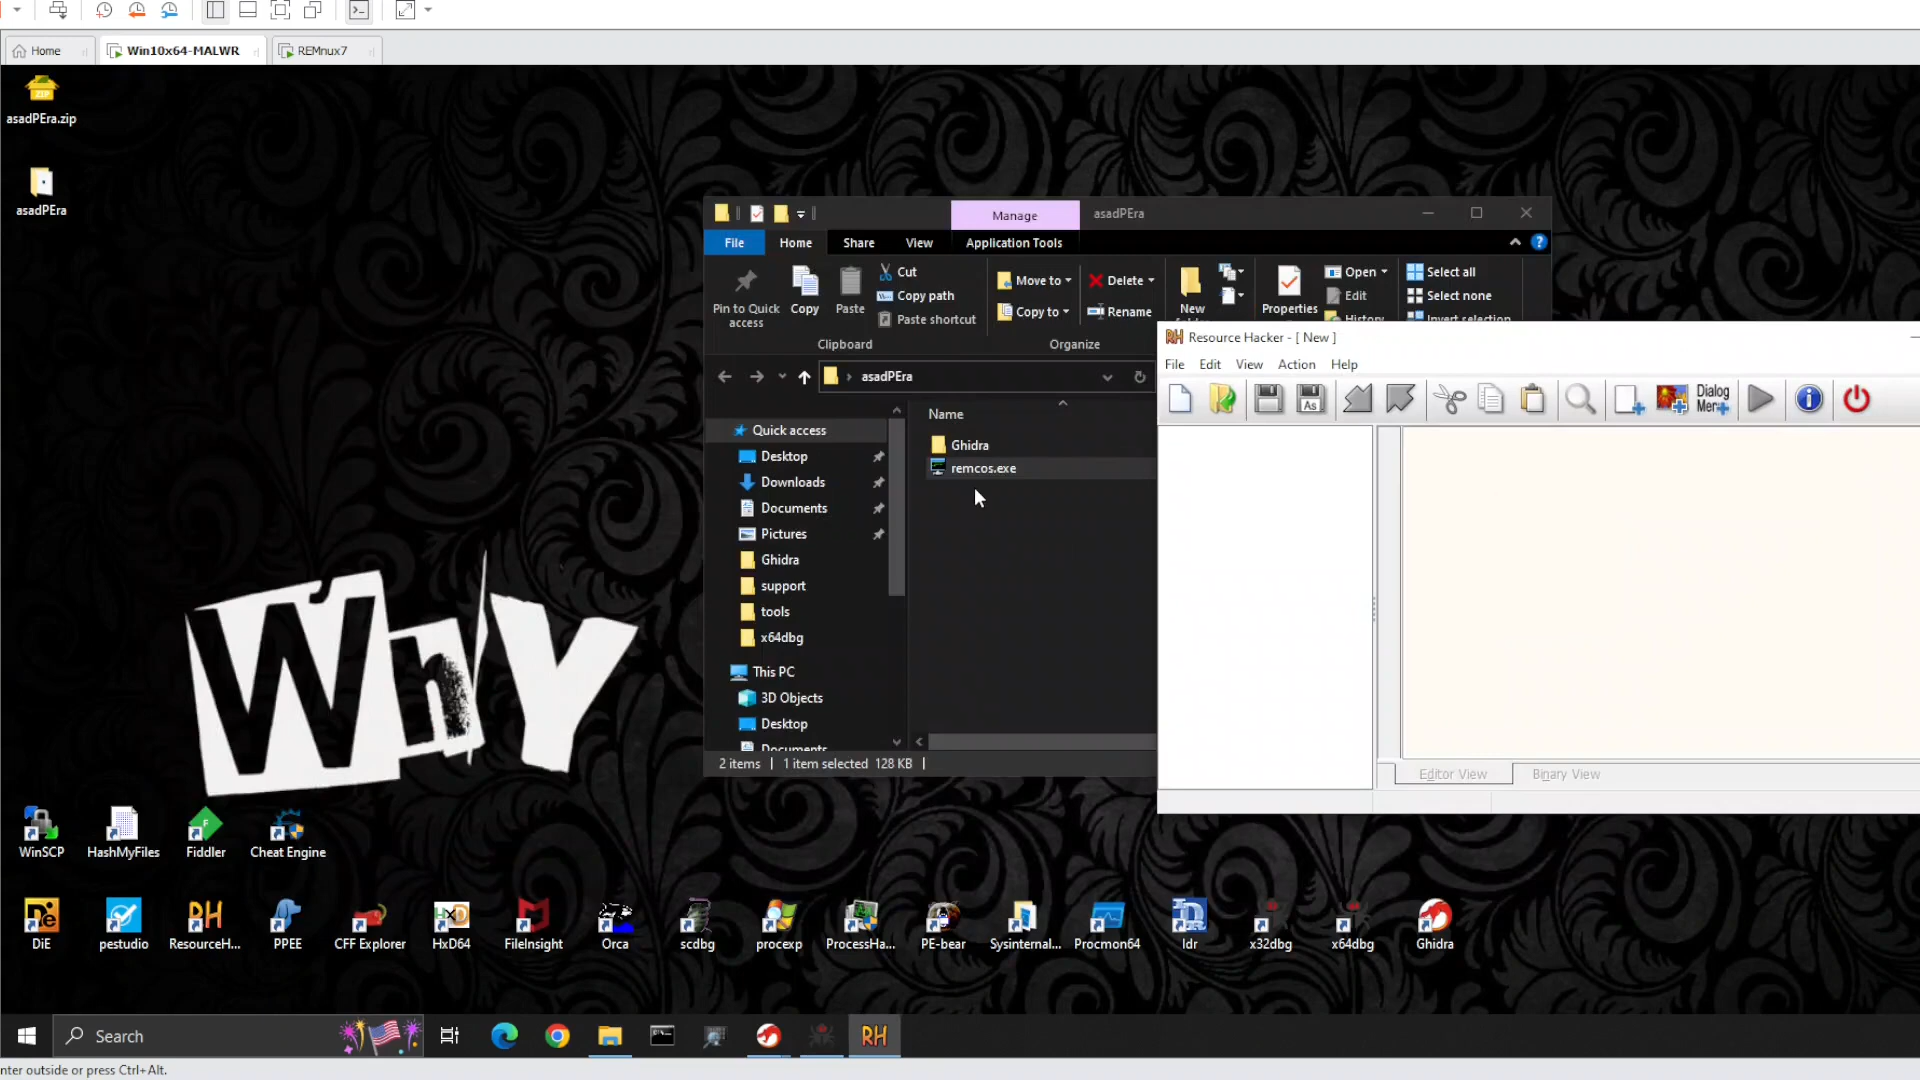 Home
Win10x64-MALWR
REMnux7
ZIP
asadPEra.zip
asadPEra
Why
Manage
asadPEra
File
Home
Share
View
Application Tools
Pin to Quick
access
Copy
Paste
Cut
Copy path
Paste shortcut
Move to
Copy to
Delete
Rename
New
Properties
Open
Edit
History
Select all
Select none
Invert selection
Clipboard
Organize
asadPEra
Name
Ghidra
remcos.exe
Quick access
Desktop
Downloads
Documents
Pictures
Ghidra
support
tools
x64dbg
This PC
3D Objects
Desktop
Documents
2 items
1 item selected 128 KB
RH
Resource Hacker - [ New ]
File
Edit
View
Action
Help
As
Dialog
Menu
Editor View
Binary View
WinSCP
HashMyFiles
Fiddler
Cheat Engine
DiE
pestudio
ResourceH...
PPEE
CFF Explorer
HxD64
FileInsight
Orca
scdbg
procexp
ProcessHa...
PE-bear
Sysinternal...
Procmon64
Idr
x32dbg
x64dbg
Ghidra
Search
RH
nter outside or press Ctrl+Alt.